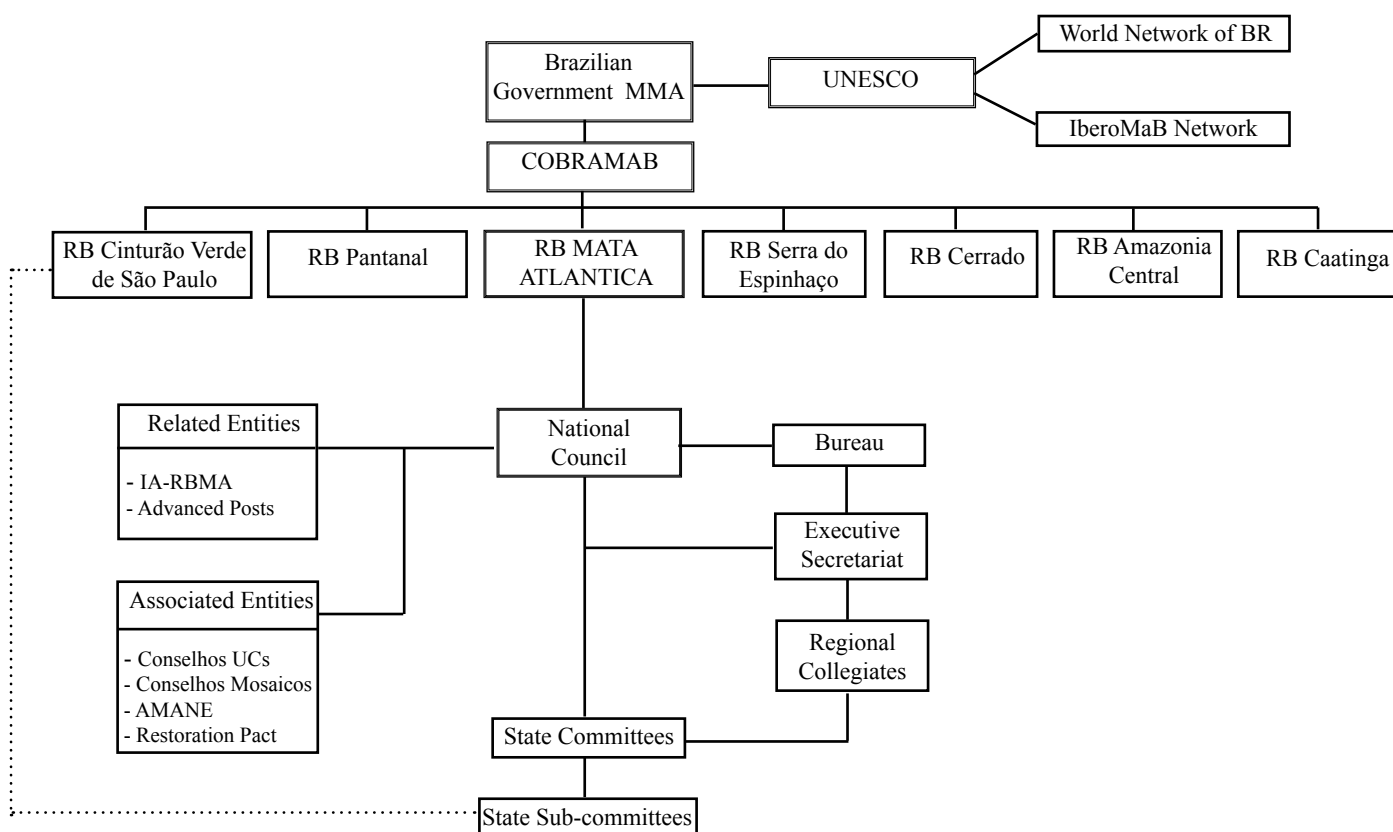 World Network of BR
Brazilian
Government MMA
UNESCO
IberoMaB Network
COBRAMAB
RB Cinturão Verde
de São Paulo
RB Pantanal
RB MATA
ATLANTICA
RB Serra do
Espinhaço
RB Cerrado
RB Amazonia
Central
RB Caatinga
Related Entities
- IA-RBMA
- Advanced Posts
National
Council
Bureau
Executive
Secretariat
Associated Entities
- Conselhos UCs
- Conselhos Mosaicos
- AMANE
- Restoration Pact
Regional
Collegiates
State Committees
State Sub-committees